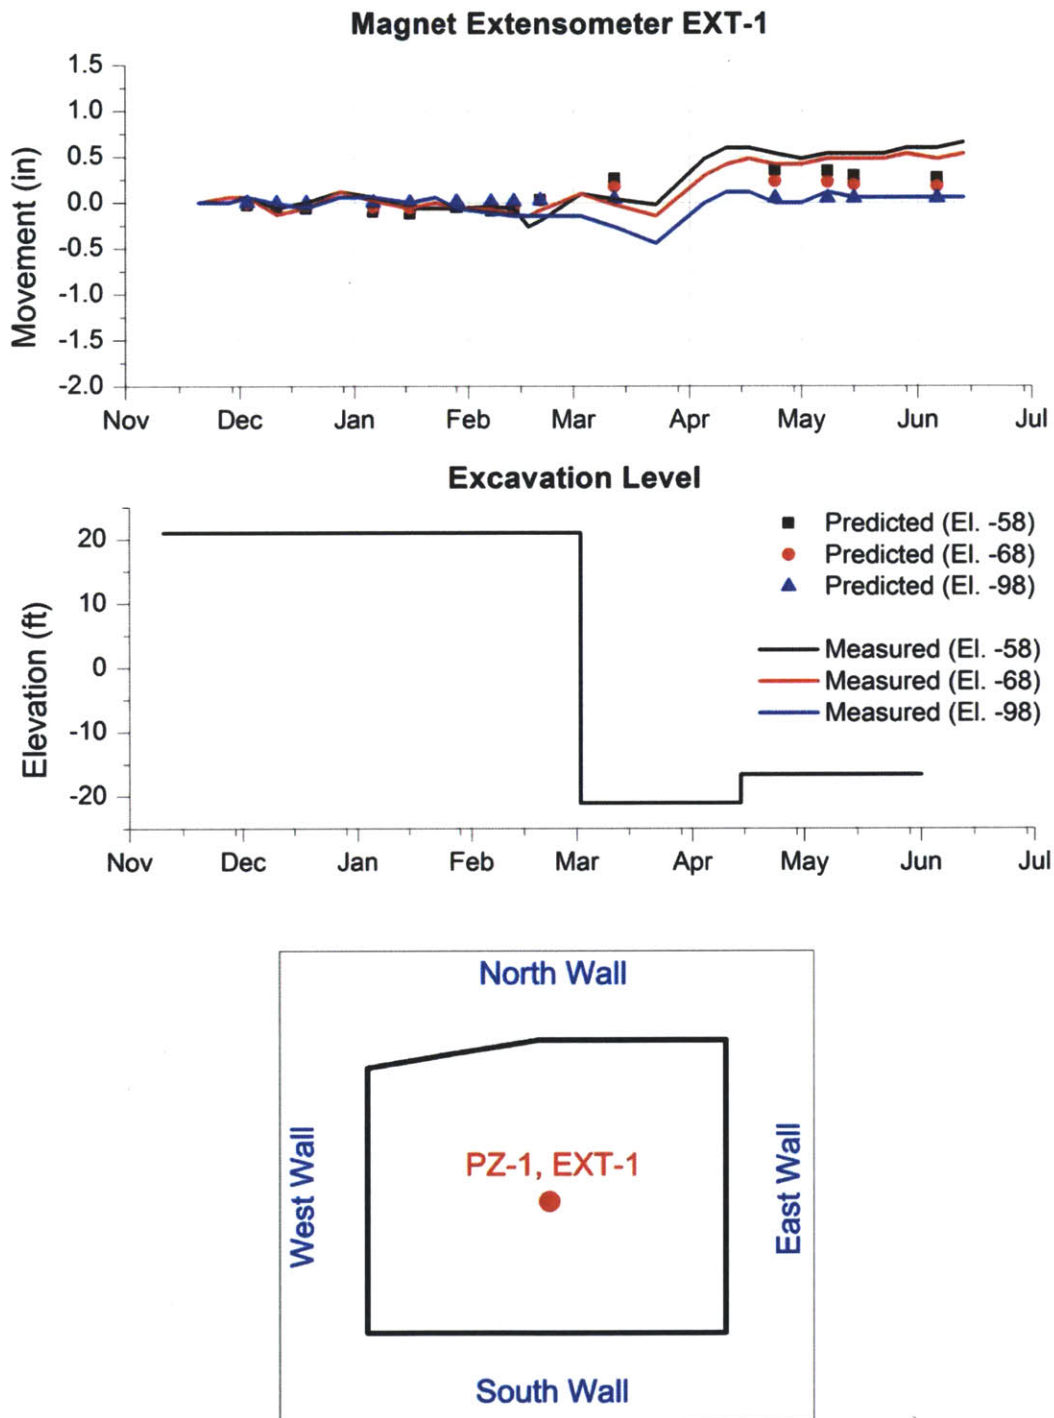 Magnet Extensometer EXT-1
Movement (in)
1.5
1.0
0.5
0.0
-0.5
-1.0
-1.5
-2.0
Nov Dec Jan Feb Mar Apr May Jun Jul
Excavation Level
Elevation (ft)
20
10
0
-10
-20
Predicted (El. -58)
Predicted (El. -68)
Predicted (El. -98)
Measured (El. -58)
Measured (El. -68)
Measured (El. -98)
Nov Dec Jan Feb Mar Apr May Jun Jul
North Wall
West Wall
PZ-1, EXT-1
East Wall
South Wall